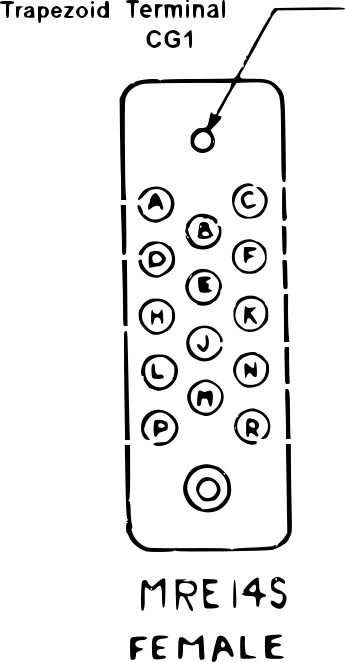 Trapezoid Terminal
CG1
A C
B
D F
E
H K
J
L N
M
P R
MRE14S
FEMALE